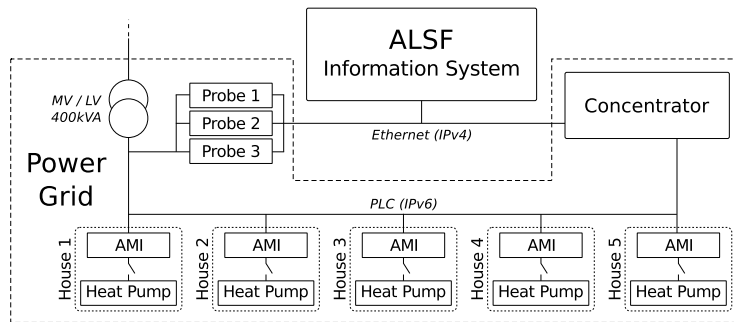 ALSF
Information System
MV / LV
400kVA
Probe 1
Probe 2
Probe 3
Concentrator
Ethernet (IPv4)
Power
Grid
PLC (IPv6)
House 1
AMI
Heat Pump
House 2
AMI
Heat Pump
House 3
AMI
Heat Pump
House 4
AMI
Heat Pump
House 5
AMI
Heat Pump